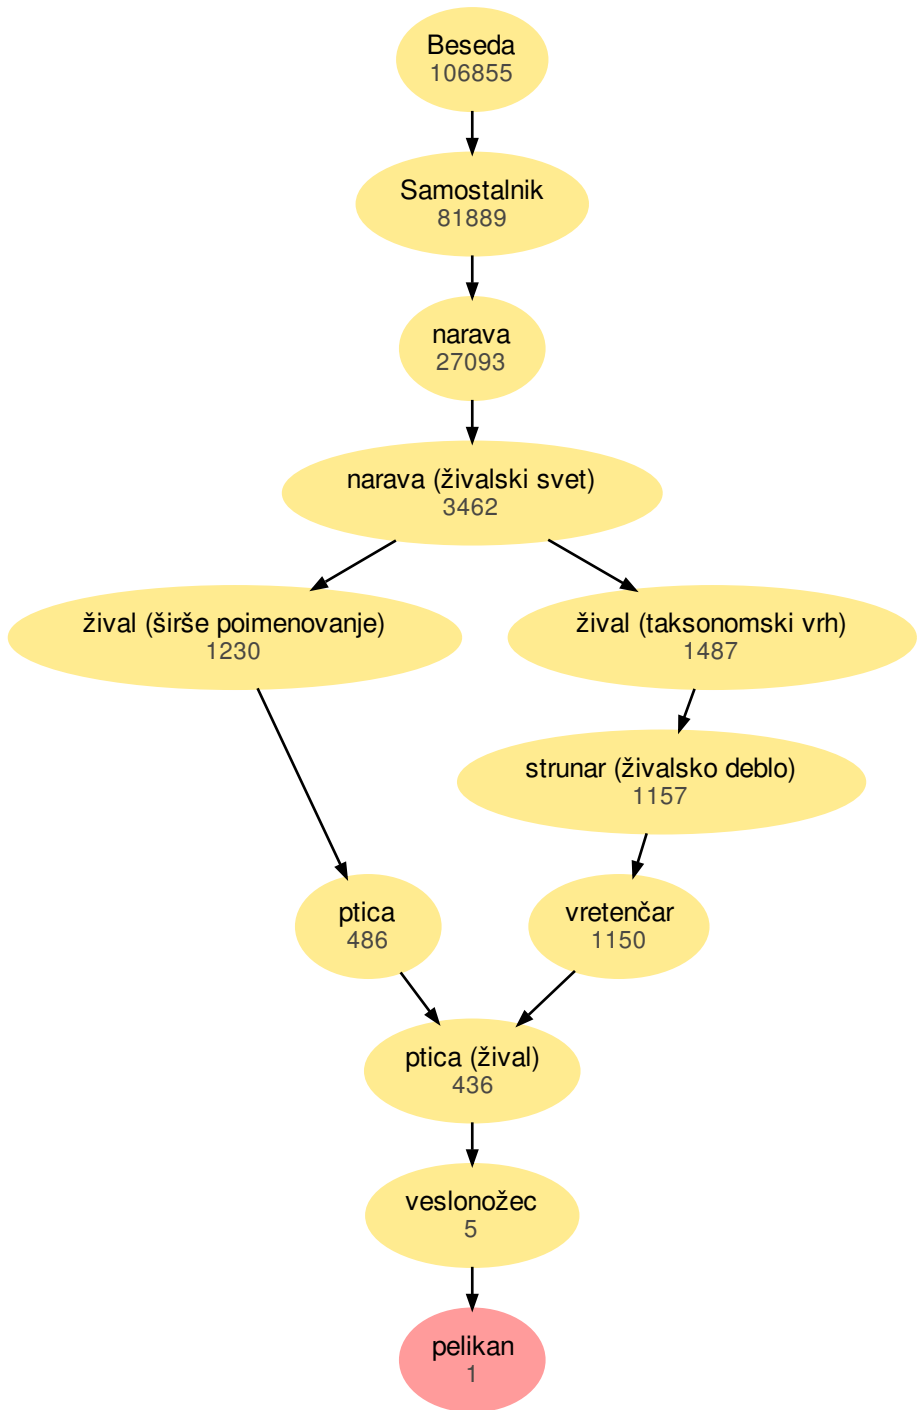 Beseda
106855
Samostalnik
81889
narava
27093
narava (živalski svet)
3462
žival (širše poimenovanje)
1230
žival (taksonomski vrh)
1487
strunar (živalsko deblo)
1157
ptica
486
vretenčar
1150
ptica (žival)
436
veslonožec
5
pelikan
1